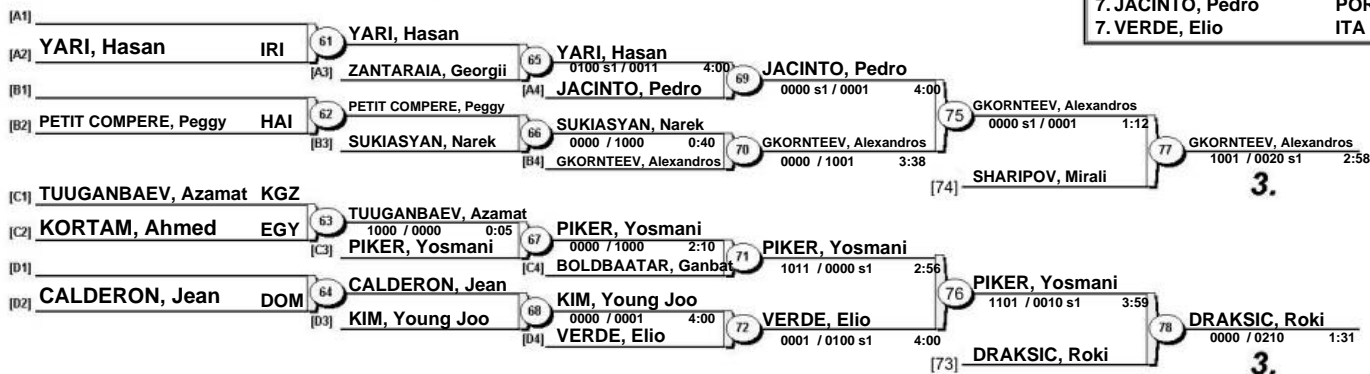 7. JACINTO, Pedro POR
7. VERDE, Elio ITA
[A1]
[A2] YARI, Hasan IRI
61
YARI, Hasan
[A3] ZANTARAIA, Georgii
65
YARI, Hasan
0100 s1 / 0011 4:00
[A4] JACINTO, Pedro
69
JACINTO, Pedro
0000 s1 / 0001 4:00
[B1]
[B2] PETIT COMPERE, Peggy HAI
62
PETIT COMPERE, Peggy
[B3] SUKIASYAN, Narek
66
SUKIASYAN, Narek
0000 / 1000 0:40
[B4] GKORNTEEV, Alexandros
70
GKORNTEEV, Alexandros
0000 / 1001 3:38
75
GKORNTEEV, Alexandros
0000 s1 / 0001 1:12
[74] SHARIPOV, Mirali
77
GKORNTEEV, Alexandros
1001 / 0020 s1 2:58
3.
[C1] TUUGANBAEV, Azamat KGZ
[C2] KORTAM, Ahmed EGY
63
TUUGANBAEV, Azamat
1000 / 0000 0:05
[C3] PIKER, Yosmani
67
PIKER, Yosmani
0000 / 1000 2:10
[C4] BOLDBAATAR, Ganbat
71
PIKER, Yosmani
1011 / 0000 s1 2:56
[D1]
[D2] CALDERON, Jean DOM
64
CALDERON, Jean
[D3] KIM, Young Joo
68
KIM, Young Joo
0000 / 0001 4:00
[D4] VERDE, Elio
72
VERDE, Elio
0001 / 0100 s1 4:00
76
PIKER, Yosmani
1101 / 0010 s1 3:59
[73] DRAKSIC, Roki
78
DRAKSIC, Roki
0000 / 0210 1:31
3.